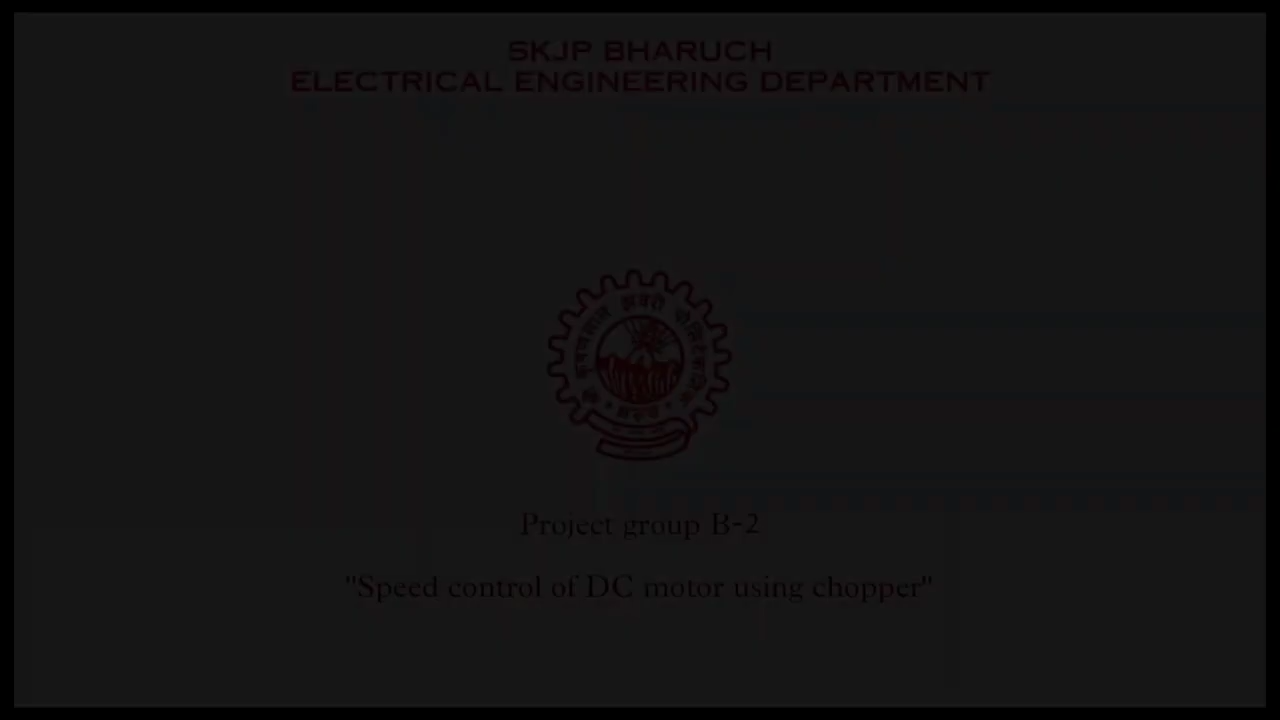 SKJP BHARUCH
ELECTRICAL ENGINEERING DEPARTMENT
Project group B-2
"Speed control of DC motor using chopper"